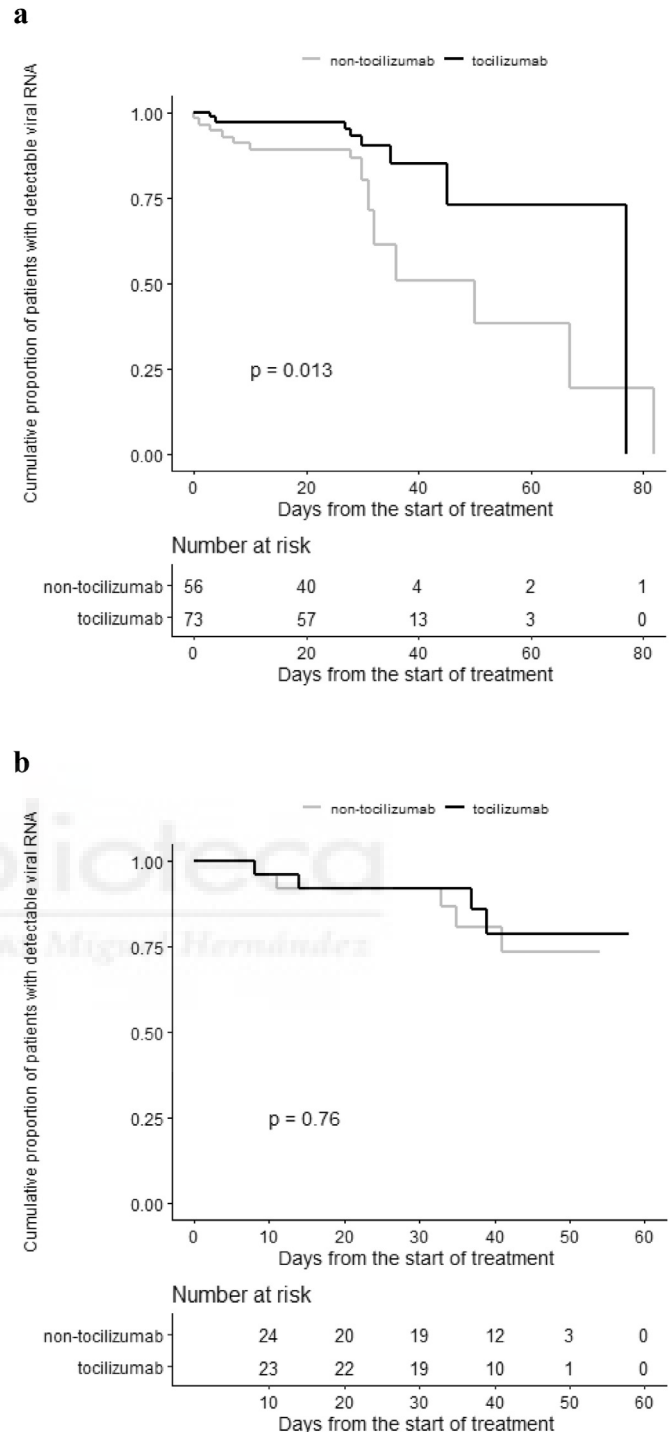 a
non-tocilizumab tocilizumab
Cumulative proportion of patients with detectable viral RNA
1.00
0.75
0.50
0.25
0.00
p = 0.013
0 20 40 60 80
Days from the start of treatment
Number at risk
non-tocilizumab 56 40 4 2 1
tocilizumab 73 57 13 3 0
0 20 40 60 80
Days from the start of treatment
b
non-tocilizumab tocilizumab
Cumulative proportion of patients with detectable viral RNA
1.00
0.75
0.50
0.25
0.00
blioteca
Miguel Hernández
p = 0.76
0 10 20 30 40 50 60
Days from the start of treatment
Number at risk
non-tocilizumab 24 20 19 12 3 0
tocilizumab 23 22 19 10 1 0
10 20 30 40 50 60
Days from the start of treatment